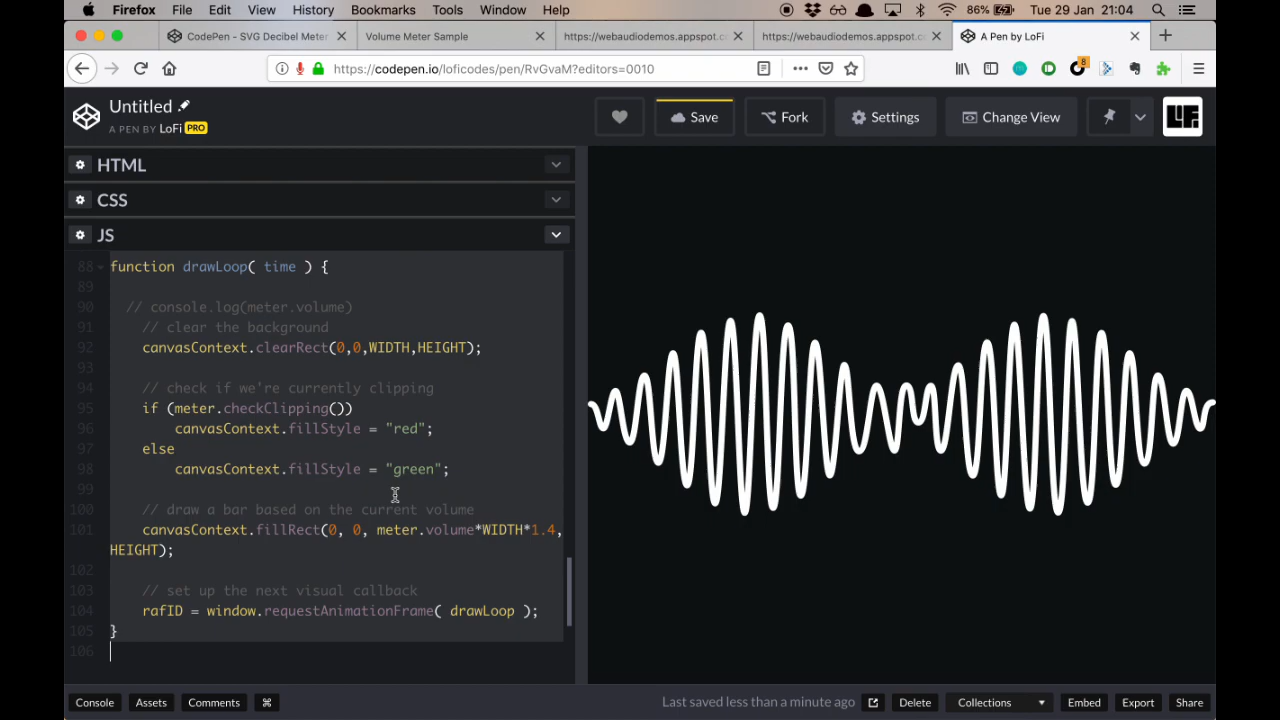 Firefox File Edit View History Bookmarks Tools Window Help 86% Tue 29 Jan 21:04
CodePen - SVG Decibel Meter Volume Meter Sample https://webaudiodemos.appspot.co https://webaudiodemos.appspot.co A Pen by LoFi
https://codepen.io/loficodes/pen/RvGvaM?editors=0010 8
Untitled
A PEN BY LoFi PRO
Save Fork Settings Change View
HTML
CSS
JS
88 function drawLoop( time ) {
89
90 // console.log(meter.volume)
91 // clear the background
92 canvasContext.clearRect(0,0,WIDTH,HEIGHT);
93
94 // check if we're currently clipping
95 if (meter.checkClipping())
96 canvasContext.fillStyle = "red";
97 else
98 canvasContext.fillStyle = "green";
99
100 // draw a bar based on the current volume
101 canvasContext.fillRect(0, 0, meter.volume*WIDTH*1.4,
HEIGHT);
102
103 // set up the next visual callback
104 rafID = window.requestAnimationFrame( drawLoop );
105 }
106
Console Assets Comments ⌘ Last saved less than a minute ago Delete Collections Embed Export Share